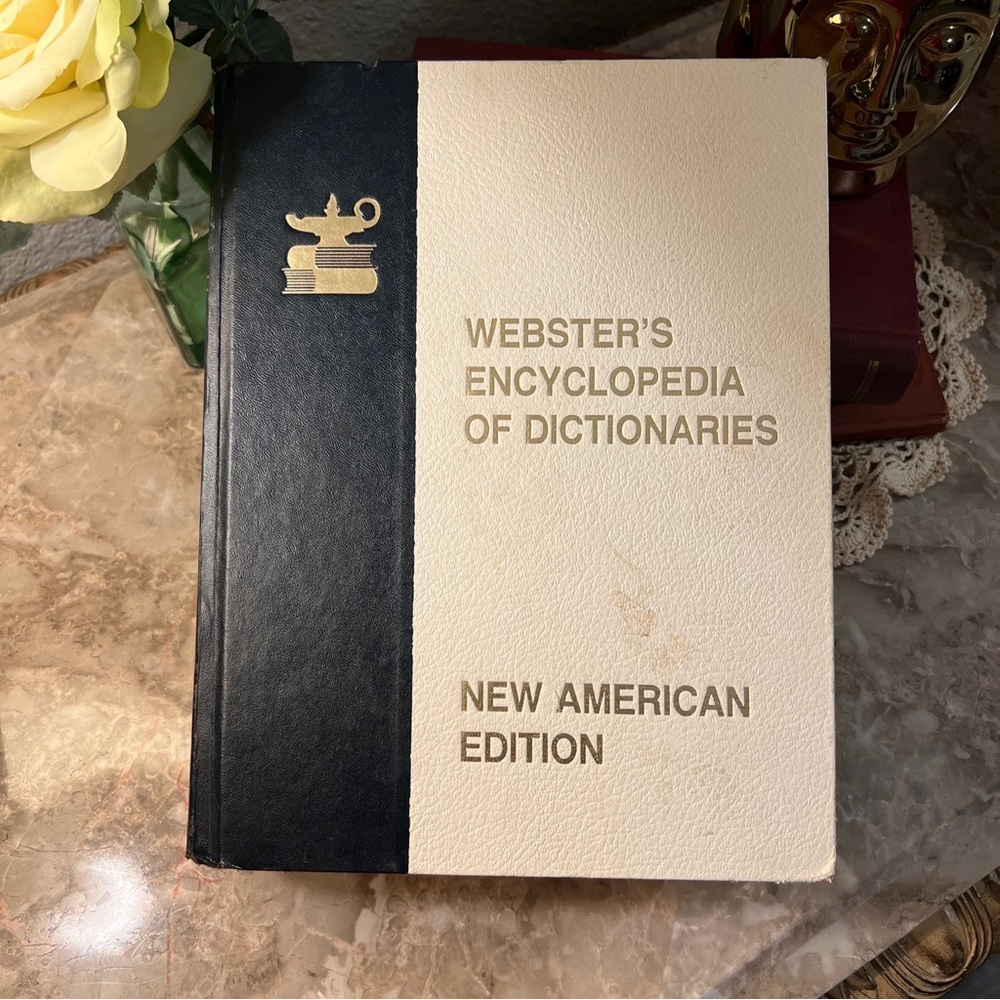 WEBSTER'S
ENCYCLOPEDIA
OF DICTIONARIES
NEW AMERICAN
EDITION